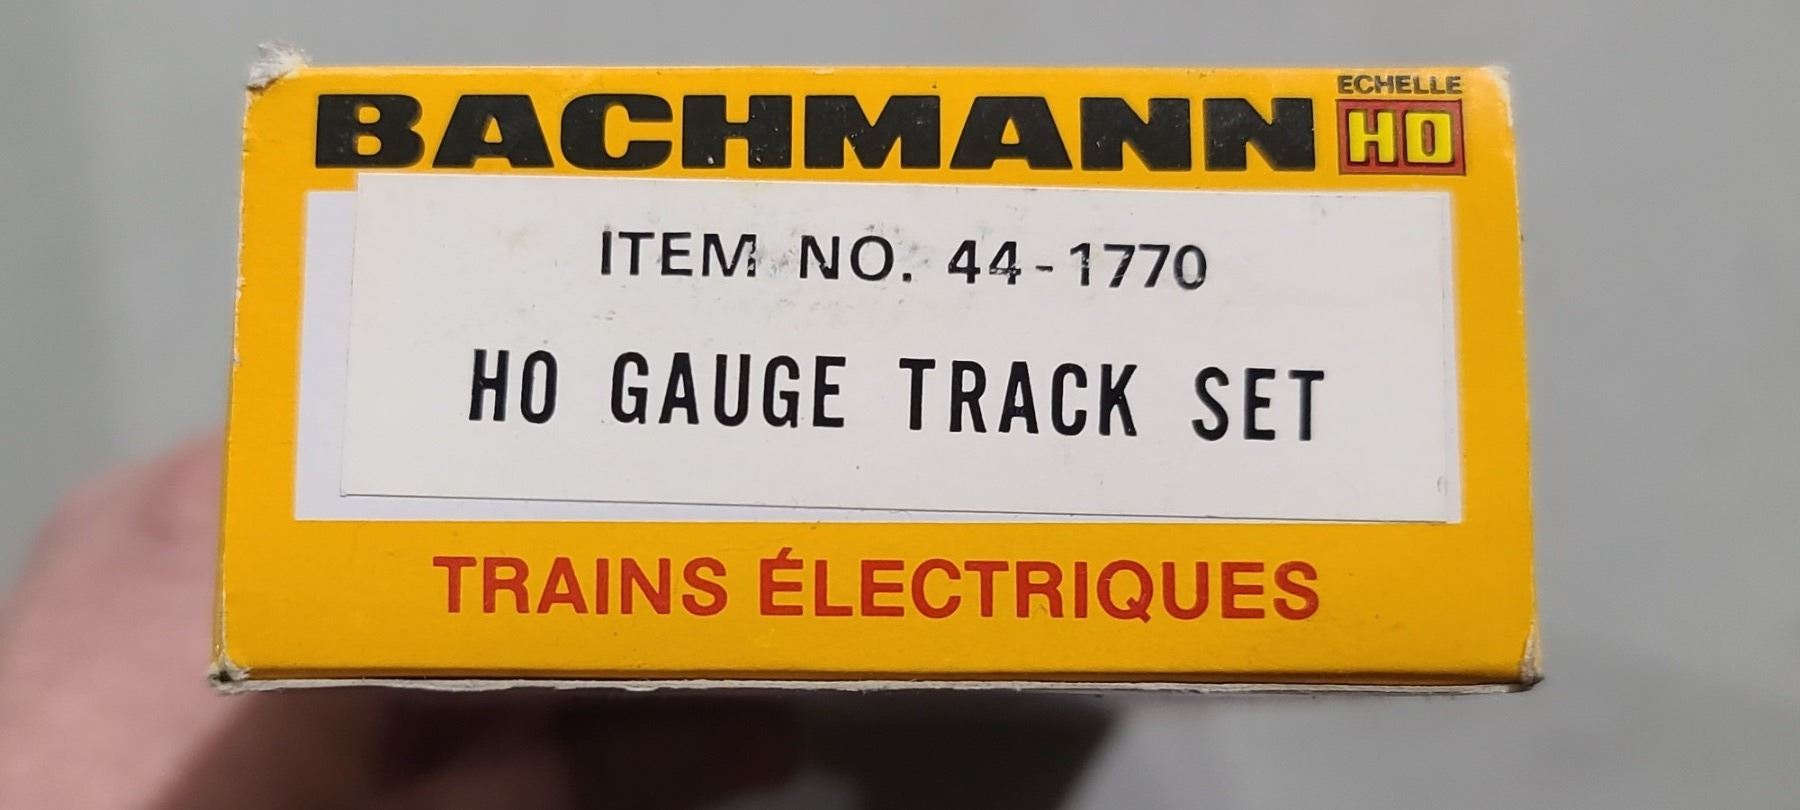 BACHMANN
ECHELLE
HO
ITEM NO. 44-1770
HO GAUGE TRACK SET
TRAINS ÉLECTRIQUES